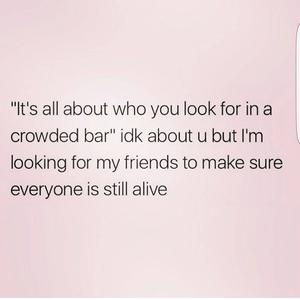 "It's all about who you look for in a
crowded bar" idk about u but I'm
looking for my friends to make sure
everyone is still alive